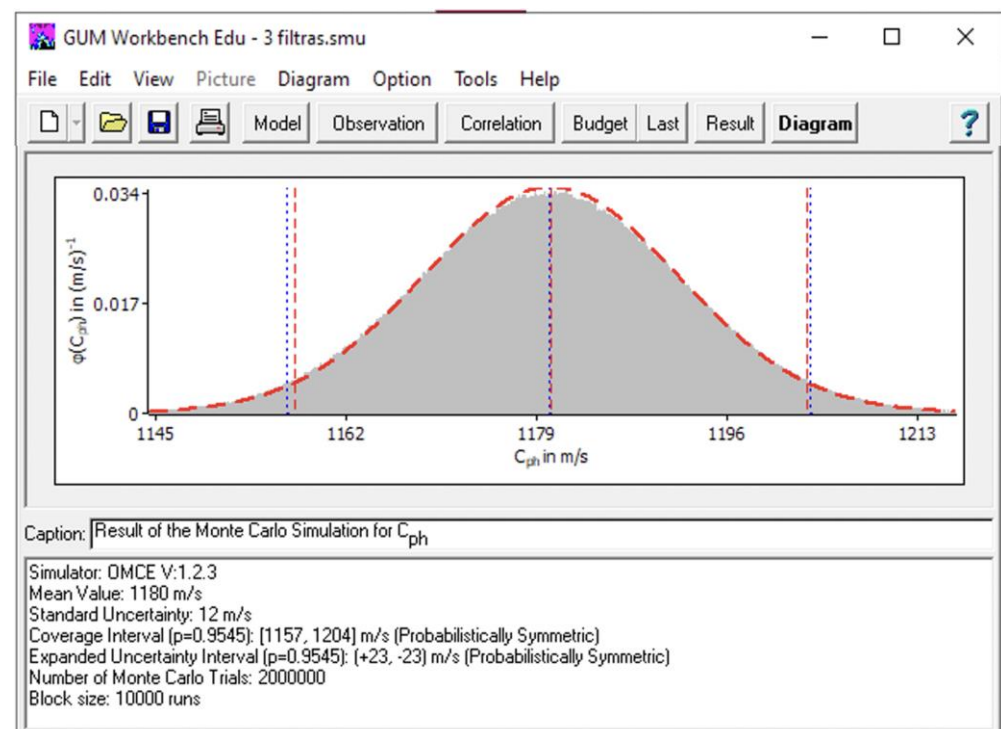 GUM Workbench Edu - 3 filtras.smu
File Edit View Picture Diagram Option Tools Help
Model Observation Correlation Budget Last Result Diagram ?
0.034
0.017
0
φ(Cph) in (m/s)⁻¹
1145 1162 1179 1196 1213
Cph in m/s
Caption: Result of the Monte Carlo Simulation for Cph
Simulator: OMCE V:1.2.3
Mean Value: 1180 m/s
Standard Uncertainty: 12 m/s
Coverage Interval (p=0.9545): [1157, 1204] m/s (Probabilistically Symmetric)
Expanded Uncertainty Interval (p=0.9545): (+23, -23) m/s (Probabilistically Symmetric)
Number of Monte Carlo Trials: 2000000
Block size: 10000 runs